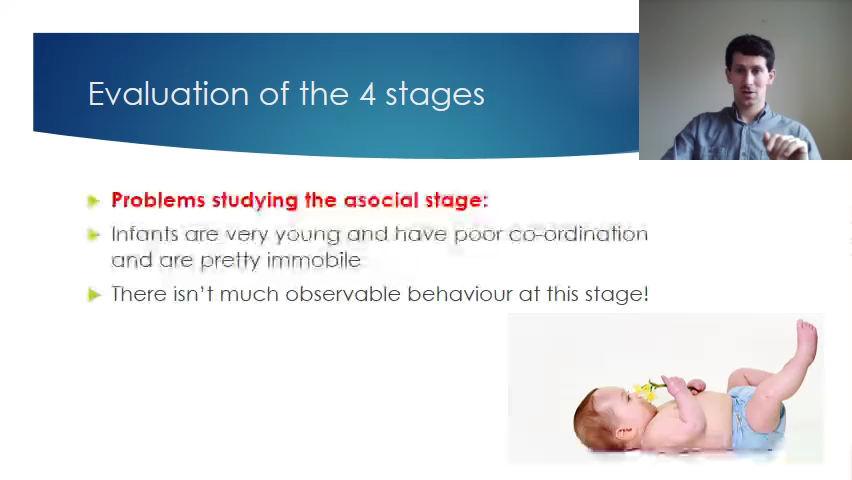 Evaluation of the 4 stages
Problems studying the asocial stage:
Infants are very young and have poor co-ordination
and are pretty immobile
There isn't much observable behaviour at this stage!